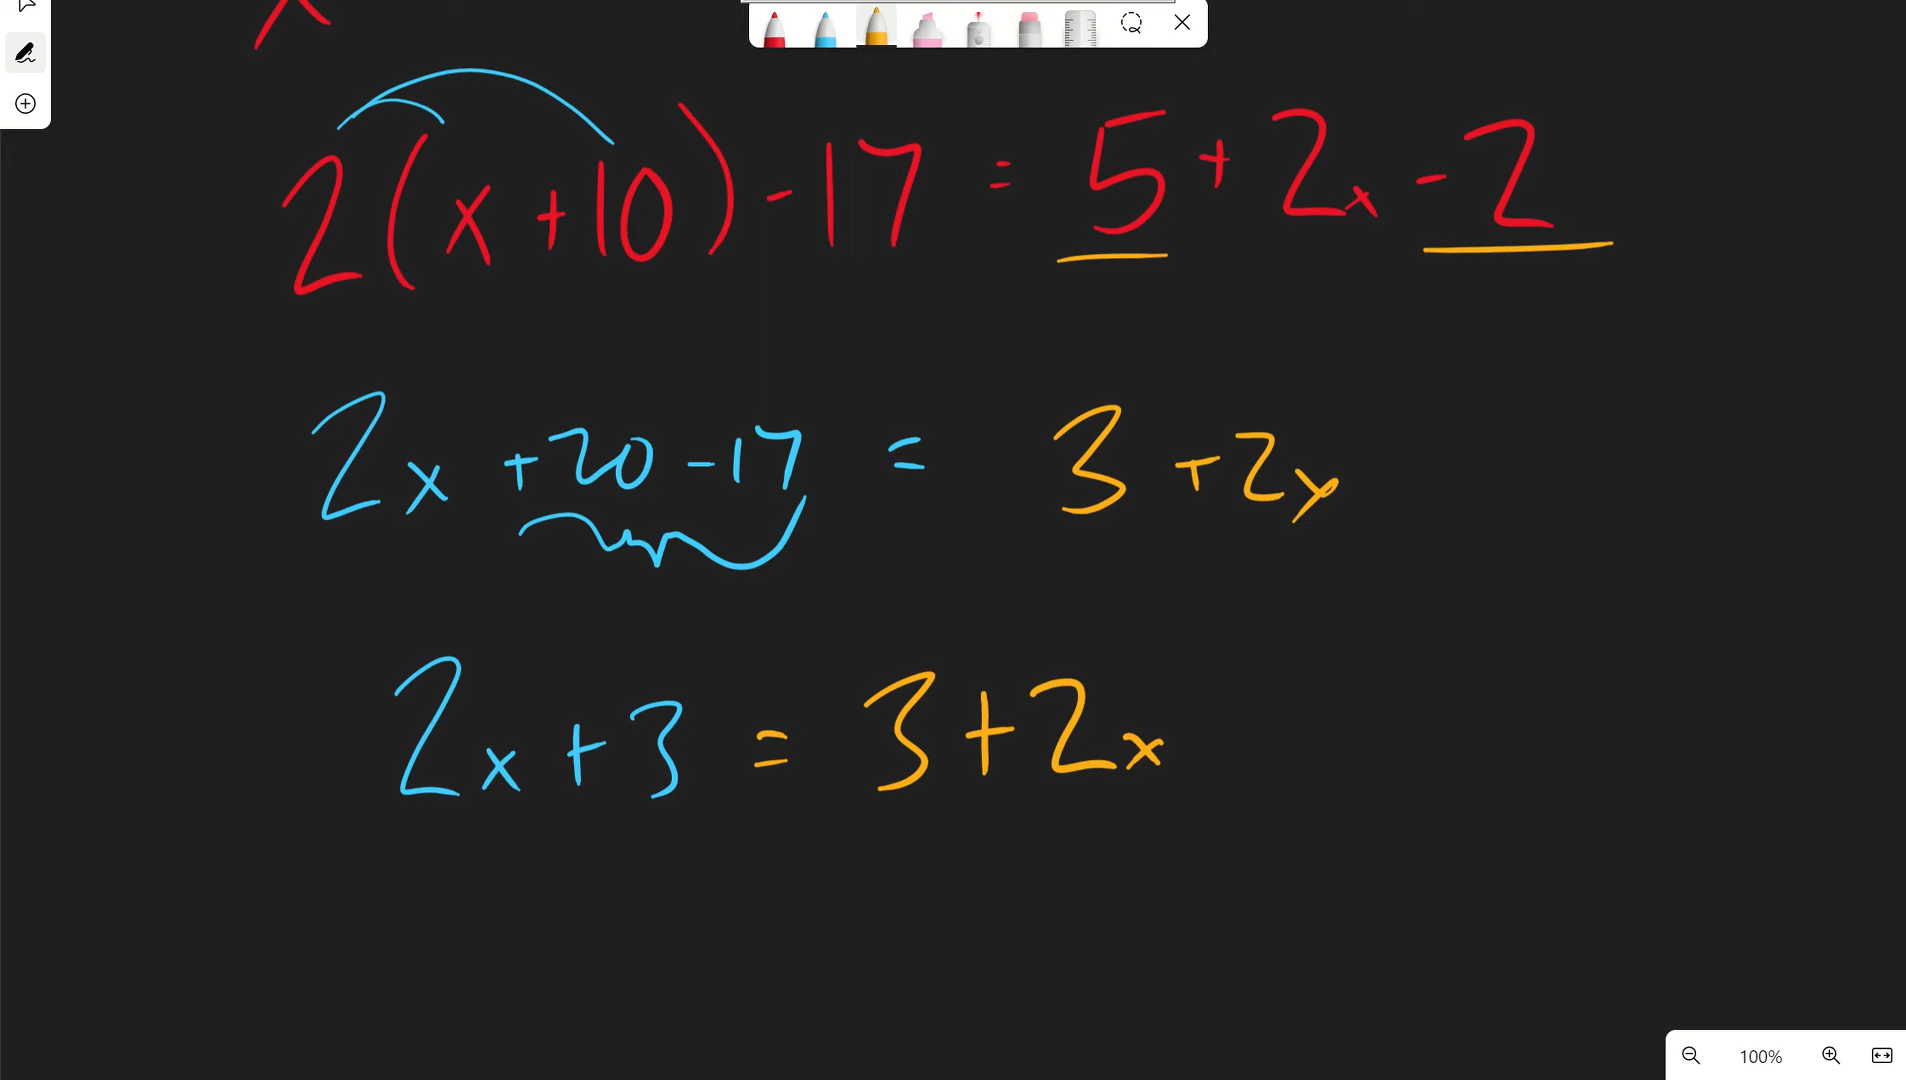 x
2(x+10)-17 = 5+2x-2
2x +20-17 = 3+2x
2x+3 = 3+2x
100%